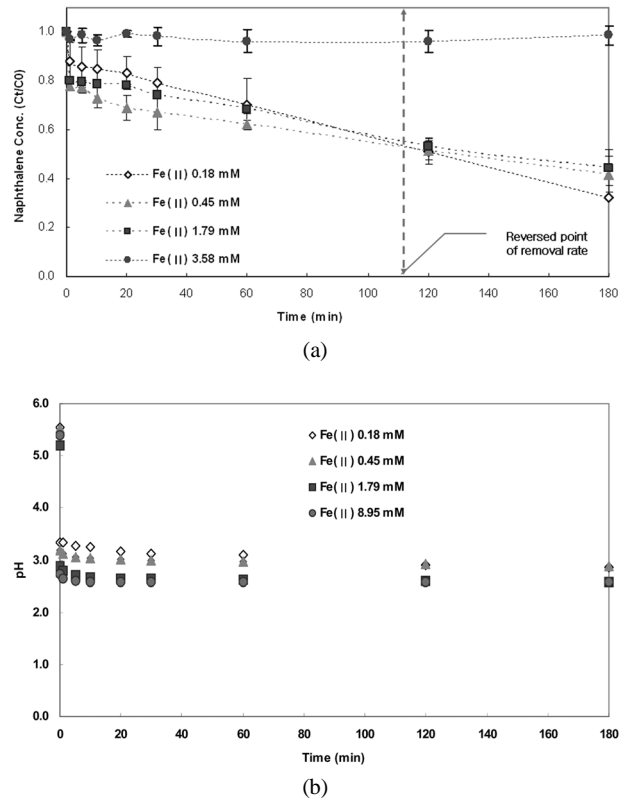 Naphthalene Conc. (Ct/C0)
1.0
0.8
0.6
0.4
0.2
0.0
Fe(II) 0.18 mM
Fe(II) 0.45 mM
Fe(II) 1.79 mM
Fe(II) 3.58 mM
Reversed point
of removal rate
0 20 40 60 80 100 120 140 160 180
Time (min)
(a)
pH
6.0
5.0
4.0
3.0
2.0
1.0
0.0
Fe(II) 0.18 mM
Fe(II) 0.45 mM
Fe(II) 1.79 mM
Fe(II) 8.95 mM
0 20 40 60 80 100 120 140 160 180
Time (min)
(b)